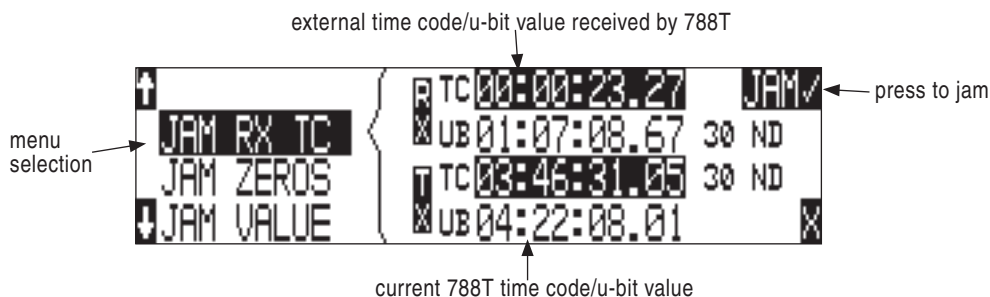 external time code/u-bit value received by 788T
RX TC 00:00:23.27 JAM✓ press to jam
menu selection
JAM RX TC UB 01:07:08.67 30 ND
JAM ZEROS TX TC 03:46:31.05 30 ND
JAM VALUE UB 04:22:08.01 X
current 788T time code/u-bit value